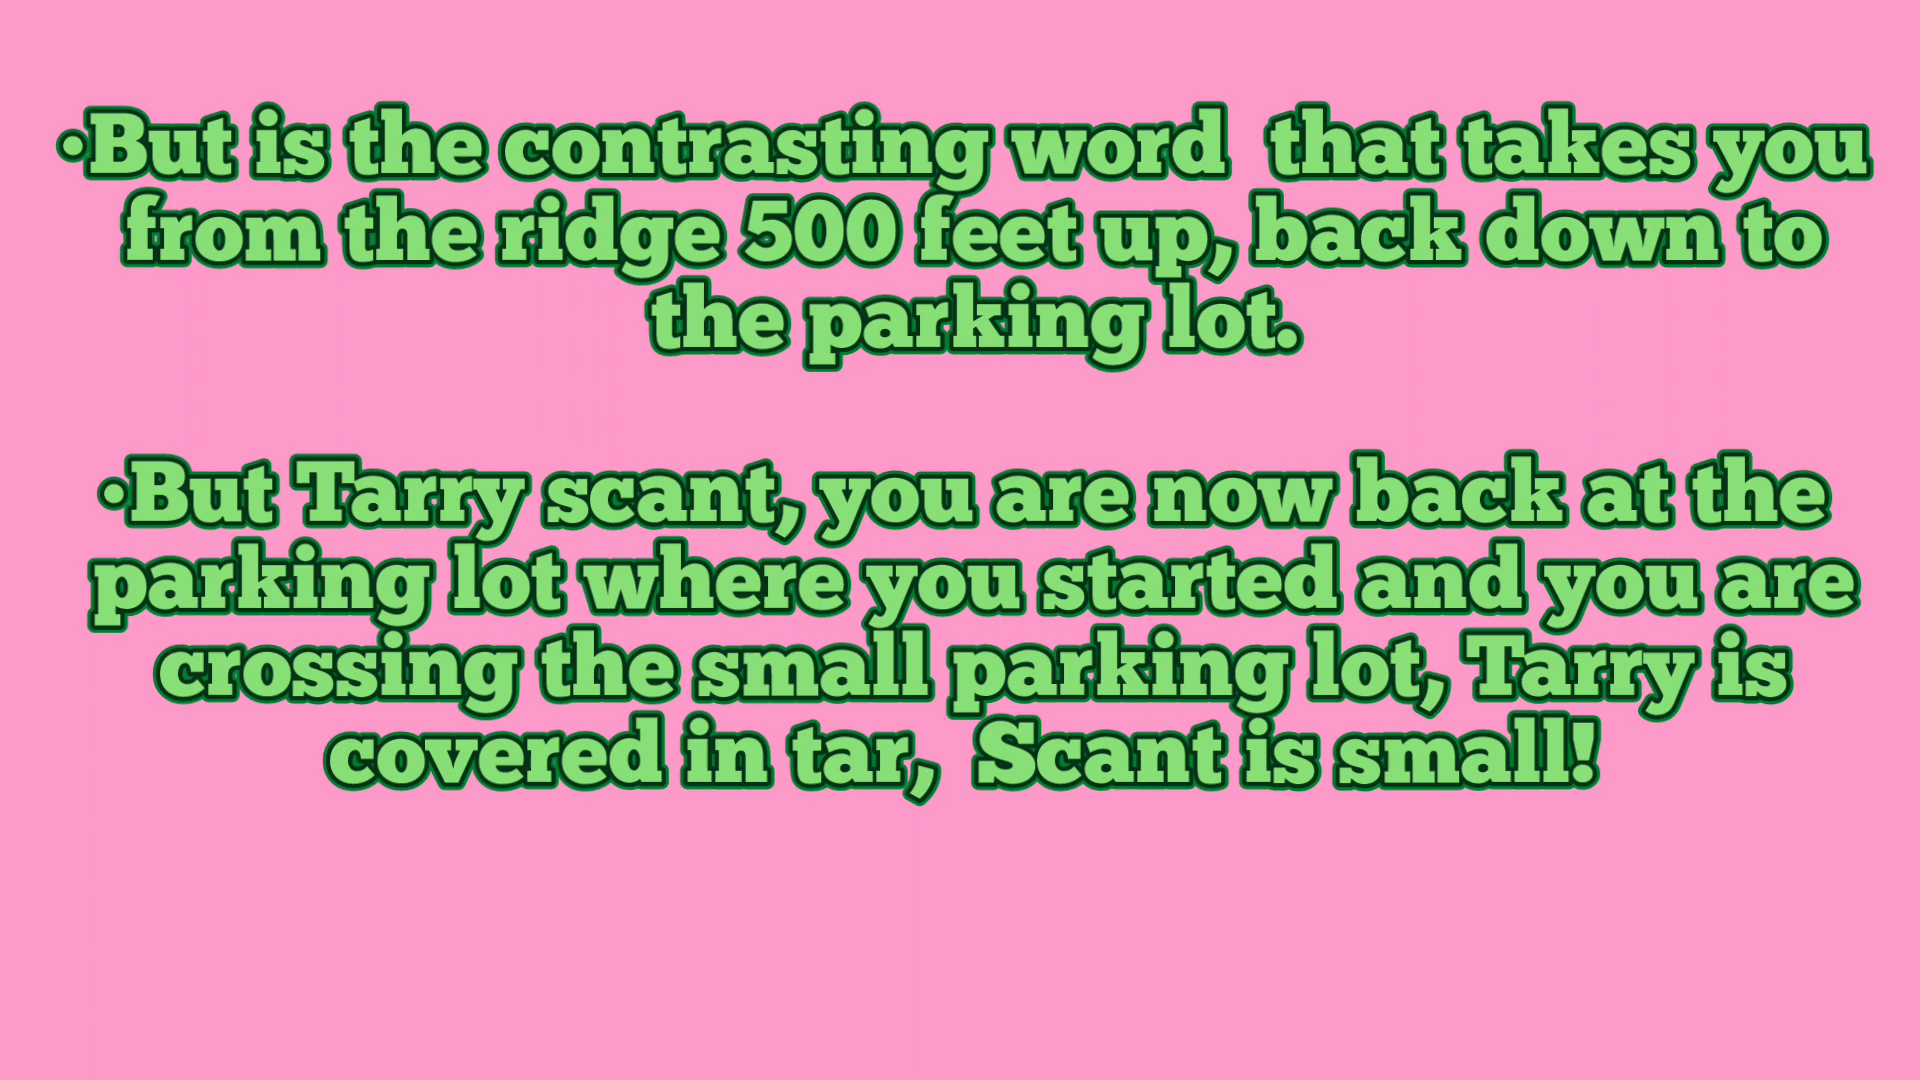 •But is the contrasting word  that takes you
from the ridge 500 feet up, back down to
the parking lot.
•But Tarry scant, you are now back at the
parking lot where you started and you are
crossing the small parking lot, Tarry is
covered in tar,  Scant is small!